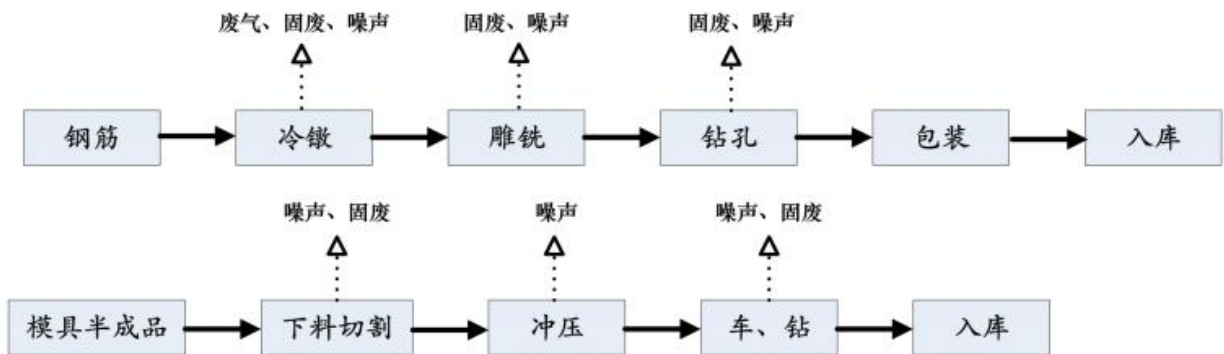 废气、固废、噪声 固废、噪声 固废、噪声
钢筋 冷镦 雕铣 钻孔 包装 入库
噪声、固废 噪声 噪声、固废
模具半成品 下料切割 冲压 车、钻 入库